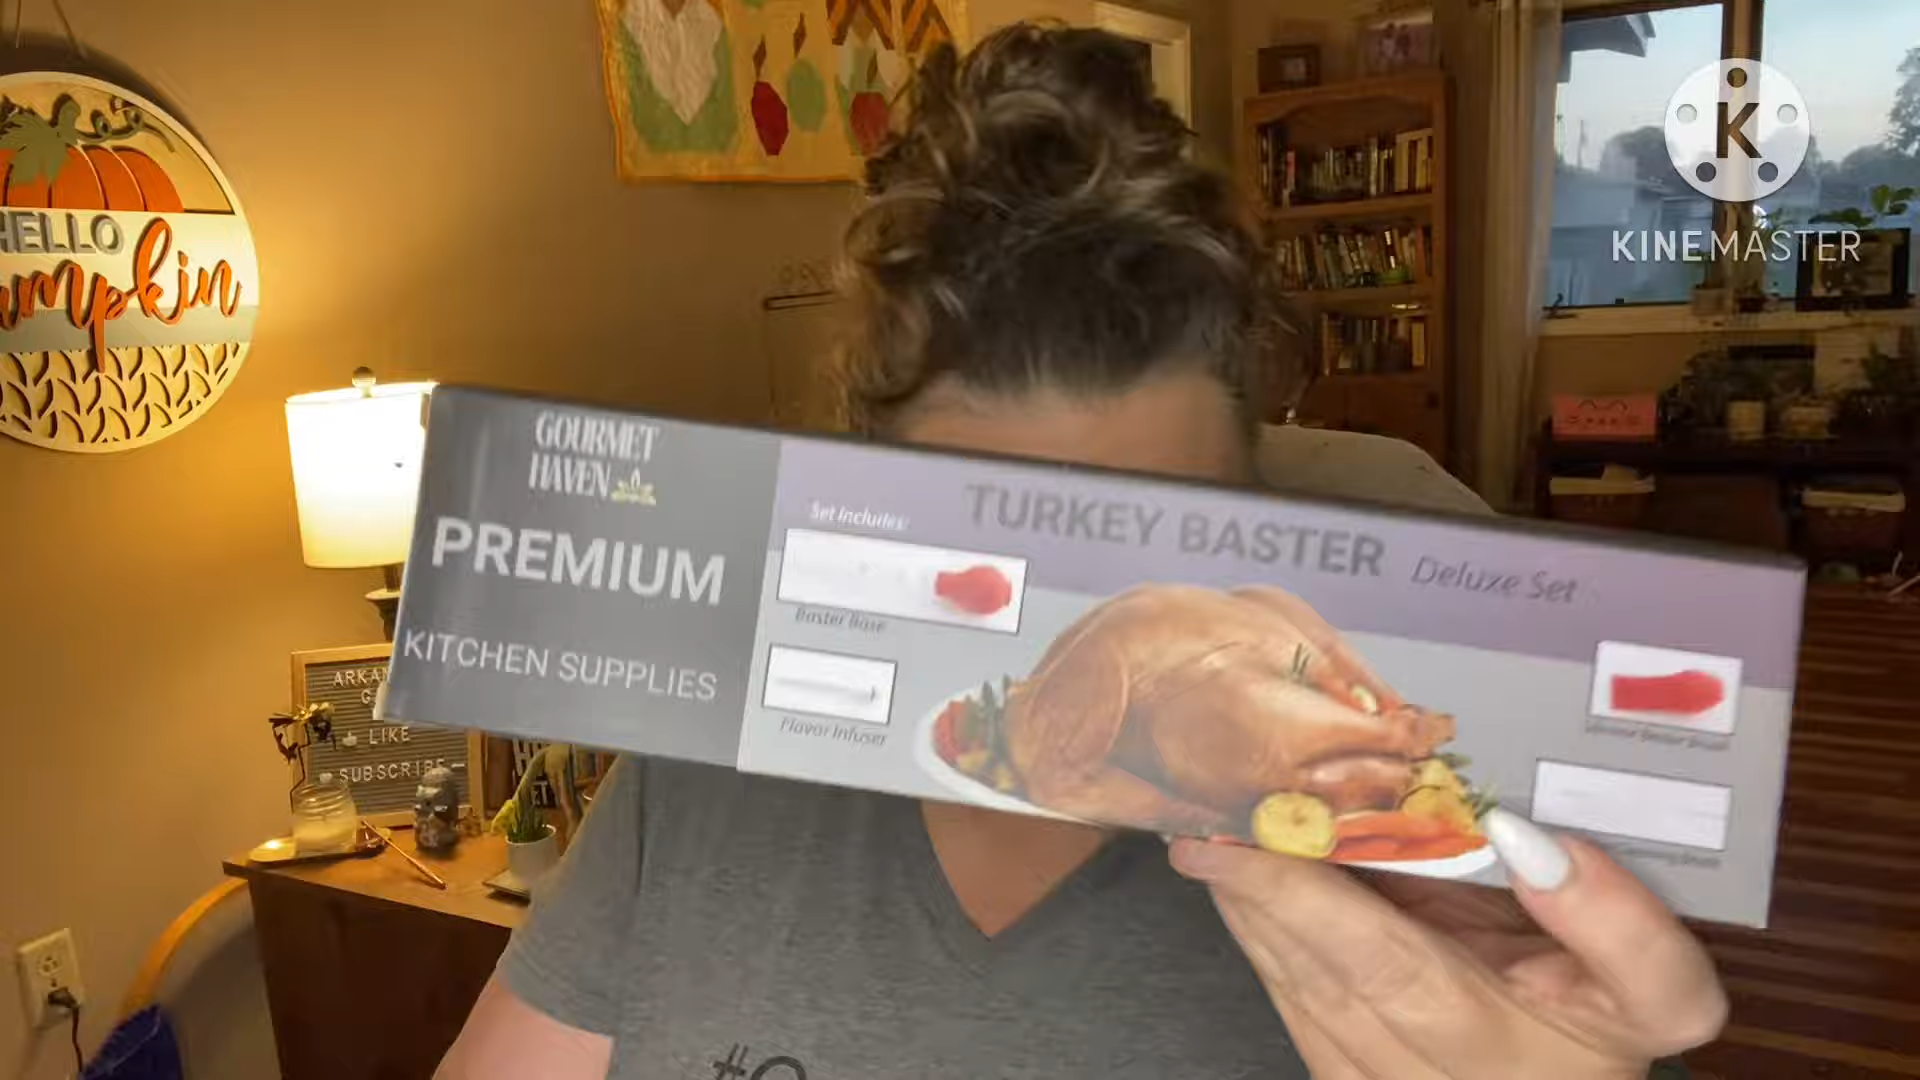 HELLO
GOURMET
HAVEN
PREMIUM
KITCHEN SUPPLIES
Set Includes:
TURKEY BASTER Deluxe Set
Baster Base
Flavor Infuser
K
KINEMASTER
LIKE
SUBSCRIBE